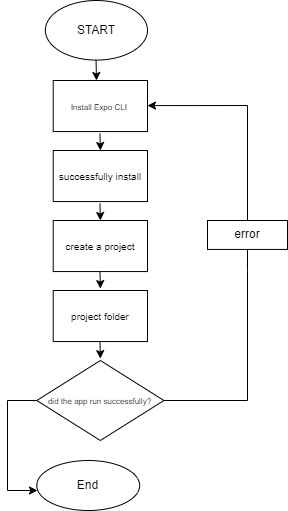 START
Install Expo CLI
successfully install
create a project
error
project folder
did the app run successfully?
End